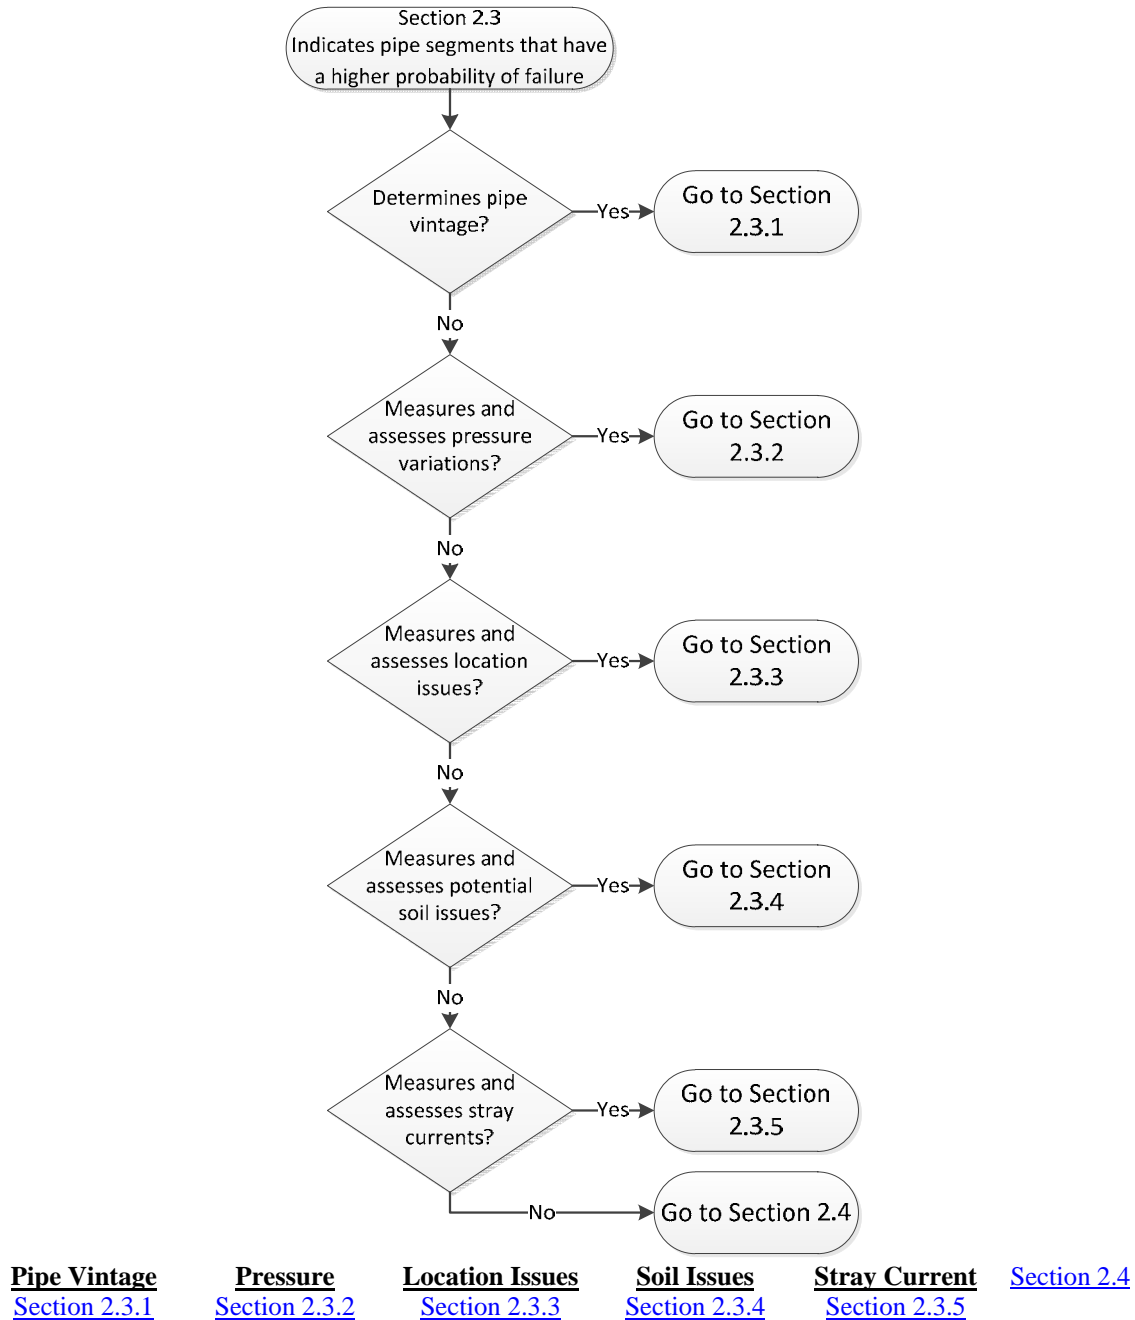 Section 2.3
Indicates pipe segments that have
a higher probability of failure
Determines pipe
vintage?
Yes
Go to Section
2.3.1
No
Measures and
assesses pressure
variations?
Yes
Go to Section
2.3.2
No
Measures and
assesses location
issues?
Yes
Go to Section
2.3.3
No
Measures and
assesses potential
soil issues?
Yes
Go to Section
2.3.4
No
Measures and
assesses stray
currents?
Yes
Go to Section
2.3.5
No
Go to Section 2.4
Pipe Vintage Pressure Location Issues Soil Issues Stray Current Section 2.4
Section 2.3.1 Section 2.3.2 Section 2.3.3 Section 2.3.4 Section 2.3.5